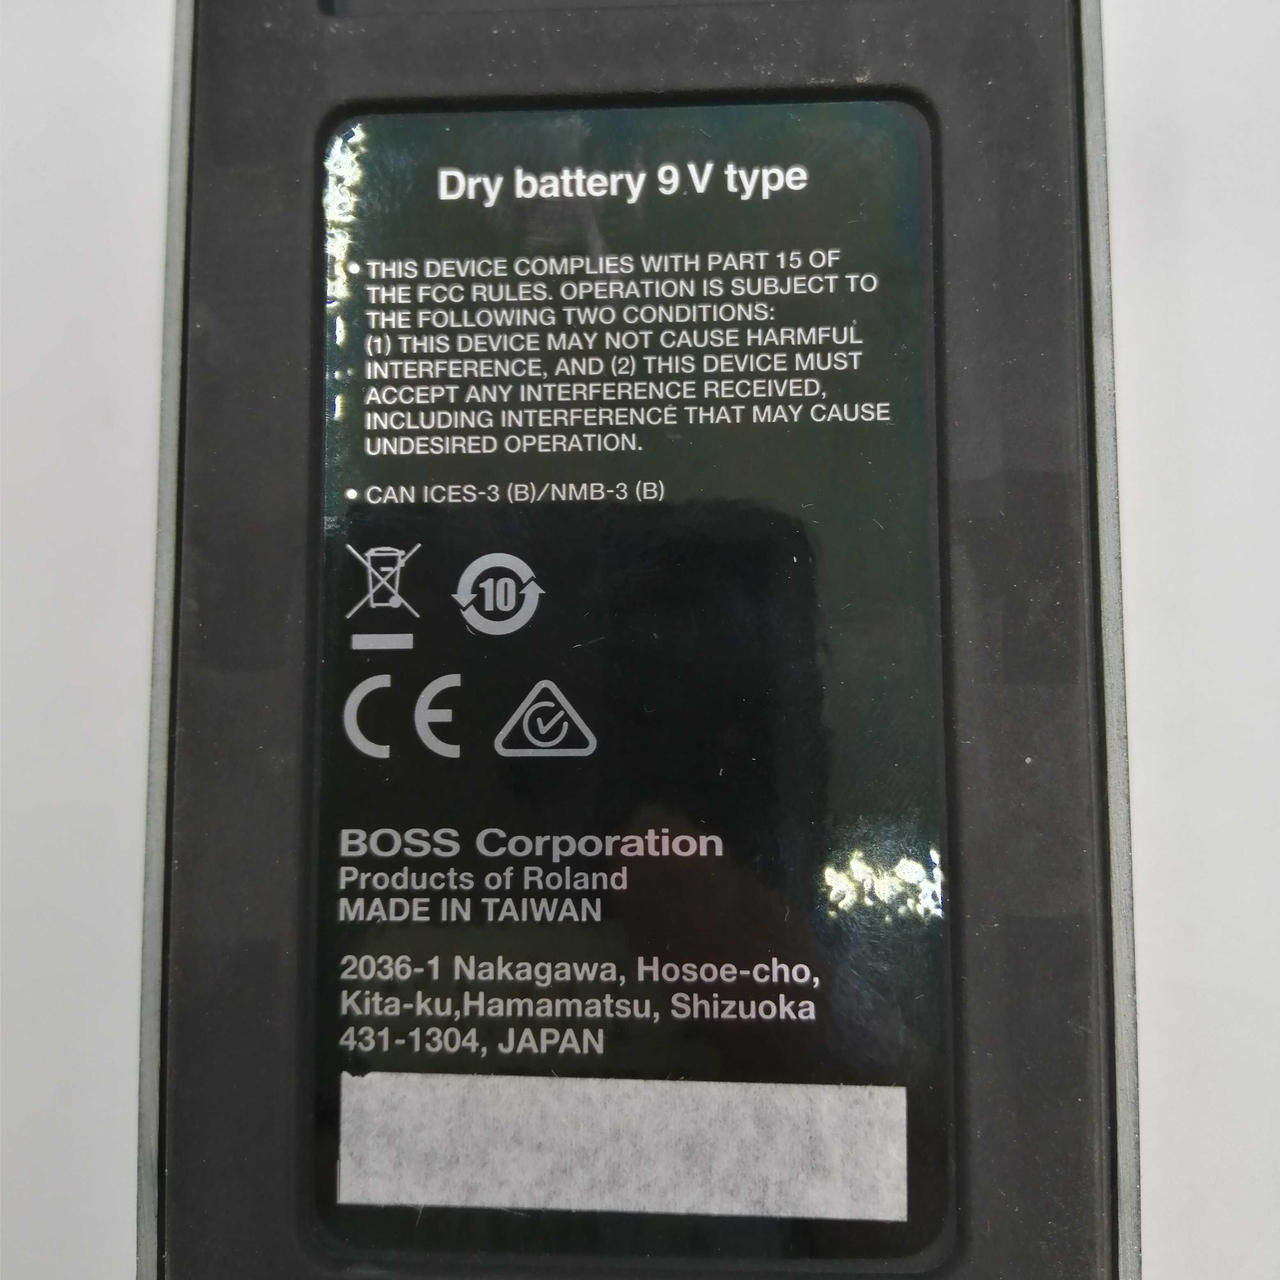 Dry battery 9 V type
• THIS DEVICE COMPLIES WITH PART 15 OF
THE FCC RULES. OPERATION IS SUBJECT TO
THE FOLLOWING TWO CONDITIONS:
(1) THIS DEVICE MAY NOT CAUSE HARMFUL
INTERFERENCE, AND (2) THIS DEVICE MUST
ACCEPT ANY INTERFERENCE RECEIVED,
INCLUDING INTERFERENCE THAT MAY CAUSE
UNDESIRED OPERATION.
• CAN ICES-3 (B)/NMB-3 (B)
10
CE
BOSS Corporation
Products of Roland
MADE IN TAIWAN
2036-1 Nakagawa, Hosoe-cho,
Kita-ku,Hamamatsu, Shizuoka
431-1304, JAPAN